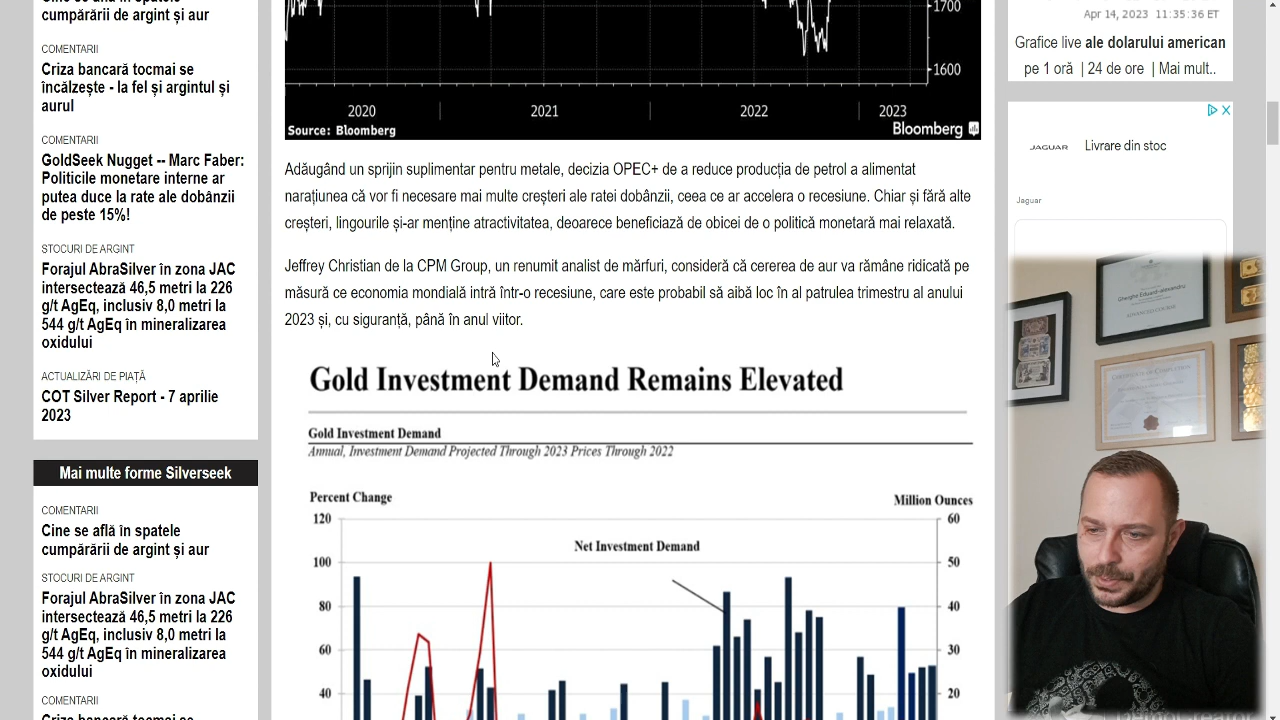 cumpărării de argint și aur
COMENTARII
Criza bancară tocmai se
încălzește - la fel și argintul și
aurul
COMENTARII
GoldSeek Nugget -- Marc Faber:
Politicile monetare interne ar
putea duce la rate ale dobânzii
de peste 15%!
STOCURI DE ARGINT
Forajul AbraSilver în zona JAC
intersectează 46,5 metri la 226
g/t AgEq, inclusiv 8,0 metri la
544 g/t AgEq în mineralizarea
oxidului
ACTUALIZĂRI DE PIAȚĂ
COT Silver Report - 7 aprilie
2023
Mai multe forme Silverseek
COMENTARII
Cine se află în spatele
cumpărării de argint și aur
STOCURI DE ARGINT
Forajul AbraSilver în zona JAC
intersectează 46,5 metri la 226
g/t AgEq, inclusiv 8,0 metri la
544 g/t AgEq în mineralizarea
oxidului
COMENTARII
Criza bancară tocmai se
1700
1600
2020 2021 2022 2023
Source: Bloomberg Bloomberg
Adăugând un sprijin suplimentar pentru metale, decizia OPEC+ de a reduce producția de petrol a alimentat
narațiunea că vor fi necesare mai multe creșteri ale ratei dobânzii, ceea ce ar accelera o recesiune. Chiar și fără alte
creșteri, lingourile și-ar menține atractivitatea, deoarece beneficiază de obicei de o politică monetară mai relaxată.
Jeffrey Christian de la CPM Group, un renumit analist de mărfuri, consideră că cererea de aur va rămâne ridicată pe
măsură ce economia mondială intră într-o recesiune, care este probabil să aibă loc în al patrulea trimestru al anului
2023 și, cu siguranță, până în anul viitor.
Gold Investment Demand Remains Elevated
Gold Investment Demand
Annual, Investment Demand Projected Through 2023 Prices Through 2022
Percent Change Million Ounces
120 60
Net Investment Demand
100 50
80 40
60 30
40 20
Apr 14, 2023 11:35:36 ET
Grafice live ale dolarului american
pe 1 oră | 24 de ore | Mai mult..
JAGUAR Livrare din stoc
Jaguar
Gheorghe Eduard-alexandru
ADVANCED COURSE
CERTIFICATE OF COMPLETION